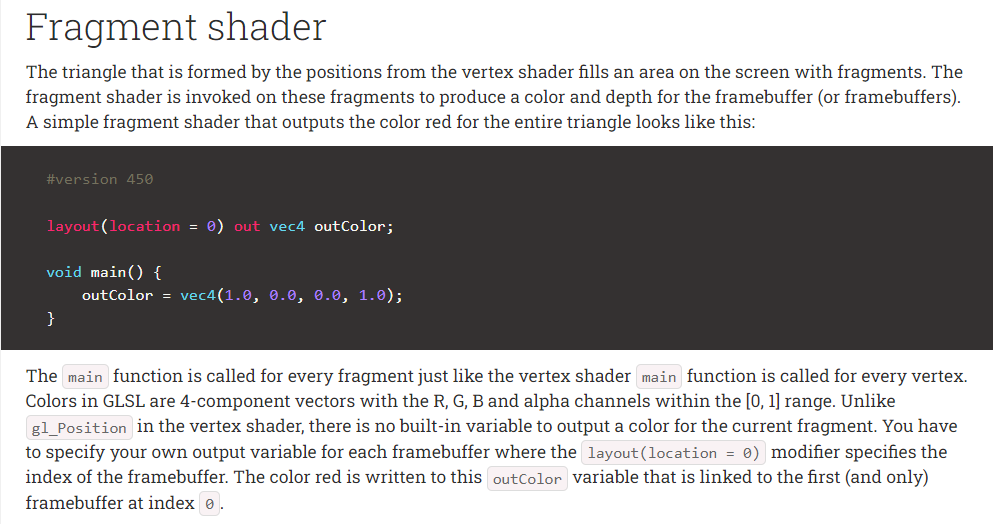 Fragment shader
The triangle that is formed by the positions from the vertex shader fills an area on the screen with fragments. The
fragment shader is invoked on these fragments to produce a color and depth for the framebuffer (or framebuffers).
A simple fragment shader that outputs the color red for the entire triangle looks like this:
#version 450
layout(location = 0) out vec4 outColor;
void main() {
    outColor = vec4(1.0, 0.0, 0.0, 1.0);
}
The main function is called for every fragment just like the vertex shader main function is called for every vertex.
Colors in GLSL are 4-component vectors with the R, G, B and alpha channels within the [0, 1] range. Unlike
gl_Position in the vertex shader, there is no built-in variable to output a color for the current fragment. You have
to specify your own output variable for each framebuffer where the layout(location = 0) modifier specifies the
index of the framebuffer. The color red is written to this outColor variable that is linked to the first (and only)
framebuffer at index 0.